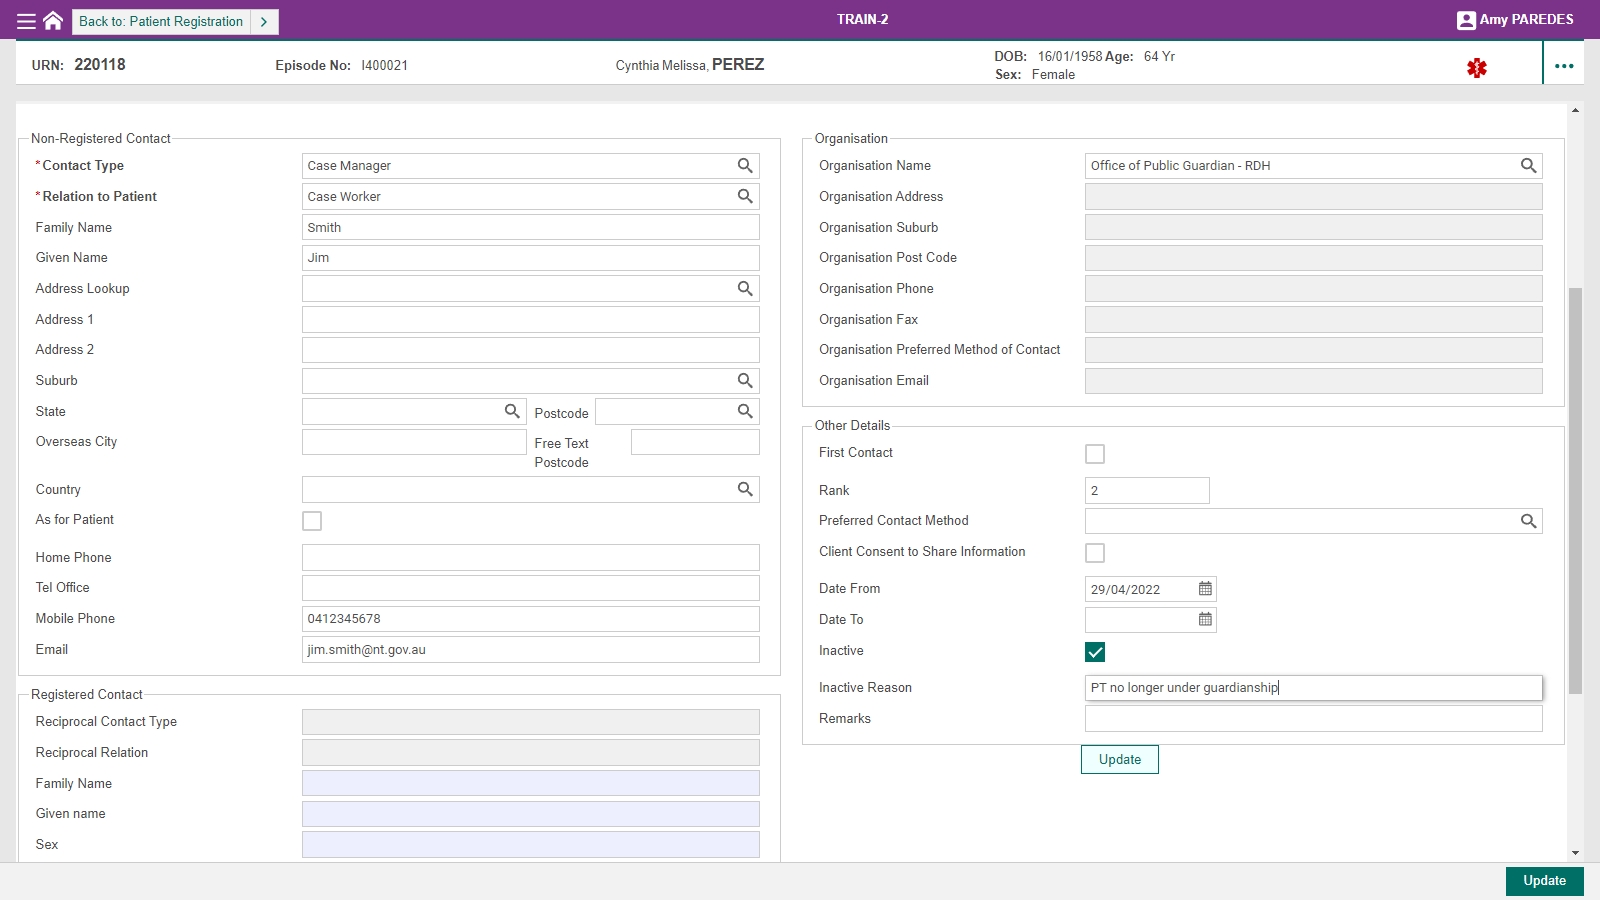 Back to: Patient Registration
TRAIN-2
Amy PAREDES
URN: 220118
Episode No: I400021
Cynthia Melissa, PEREZ
DOB: 16/01/1958 Age: 64 Yr
Sex: Female
Non-Registered Contact
*Contact Type Case Manager
*Relation to Patient Case Worker
Family Name Smith
Given Name Jim
Address Lookup
Address 1
Address 2
Suburb
State Postcode
Overseas City Free Text
Postcode
Country
As for Patient
Home Phone
Tel Office
Mobile Phone 0412345678
Email jim.smith@nt.gov.au
Registered Contact
Reciprocal Contact Type
Reciprocal Relation
Family Name
Given name
Sex
Organisation
Organisation Name Office of Public Guardian - RDH
Organisation Address
Organisation Suburb
Organisation Post Code
Organisation Phone
Organisation Fax
Organisation Preferred Method of Contact
Organisation Email
Other Details
First Contact
Rank 2
Preferred Contact Method
Client Consent to Share Information
Date From 29/04/2022
Date To
Inactive
Inactive Reason PT no longer under guardianship
Remarks
Update
Update